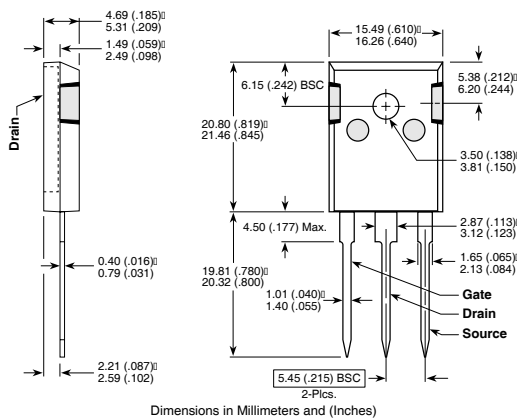 4.69 (.185)▯
5.31 (.209)
1.49 (.059)▯
2.49 (.098)
15.49 (.610)▯
16.26 (.640)
6.15 (.242) BSC
5.38 (.212)▯
6.20 (.244)
Drain
20.80 (.819)▯
21.46 (.845)
3.50 (.138)▯
3.81 (.150)
4.50 (.177) Max.
2.87 (.113)▯
3.12 (.123)
0.40 (.016)▯
0.79 (.031)
19.81 (.780)▯
20.32 (.800)
1.65 (.065)▯
2.13 (.084)
1.01 (.040)▯
1.40 (.055)
Gate
Drain
Source
2.21 (.087)▯
2.59 (.102)
5.45 (.215) BSC
2-Plcs.
Dimensions in Millimeters and (Inches)